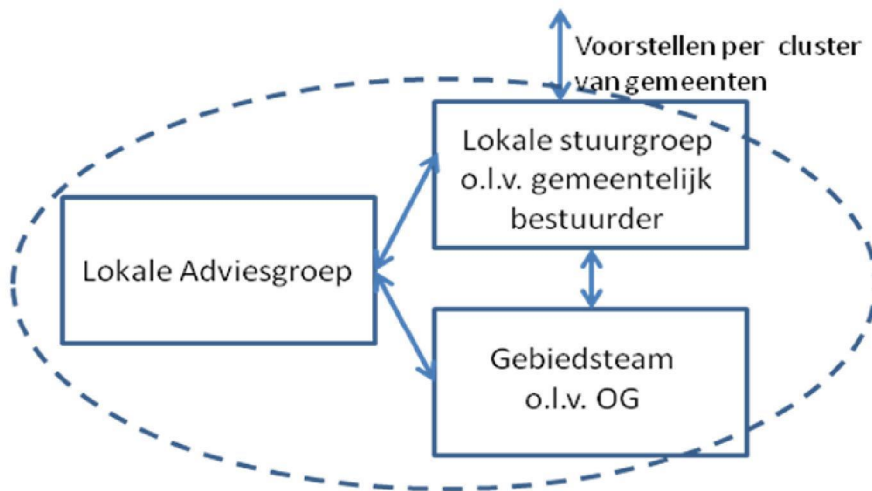 Voorstellen per cluster
van gemeenten
Lokale stuurgroep
o.l.v. gemeentelijk
bestuurder
Lokale Adviesgroep
Gebiedsteam
o.l.v. OG